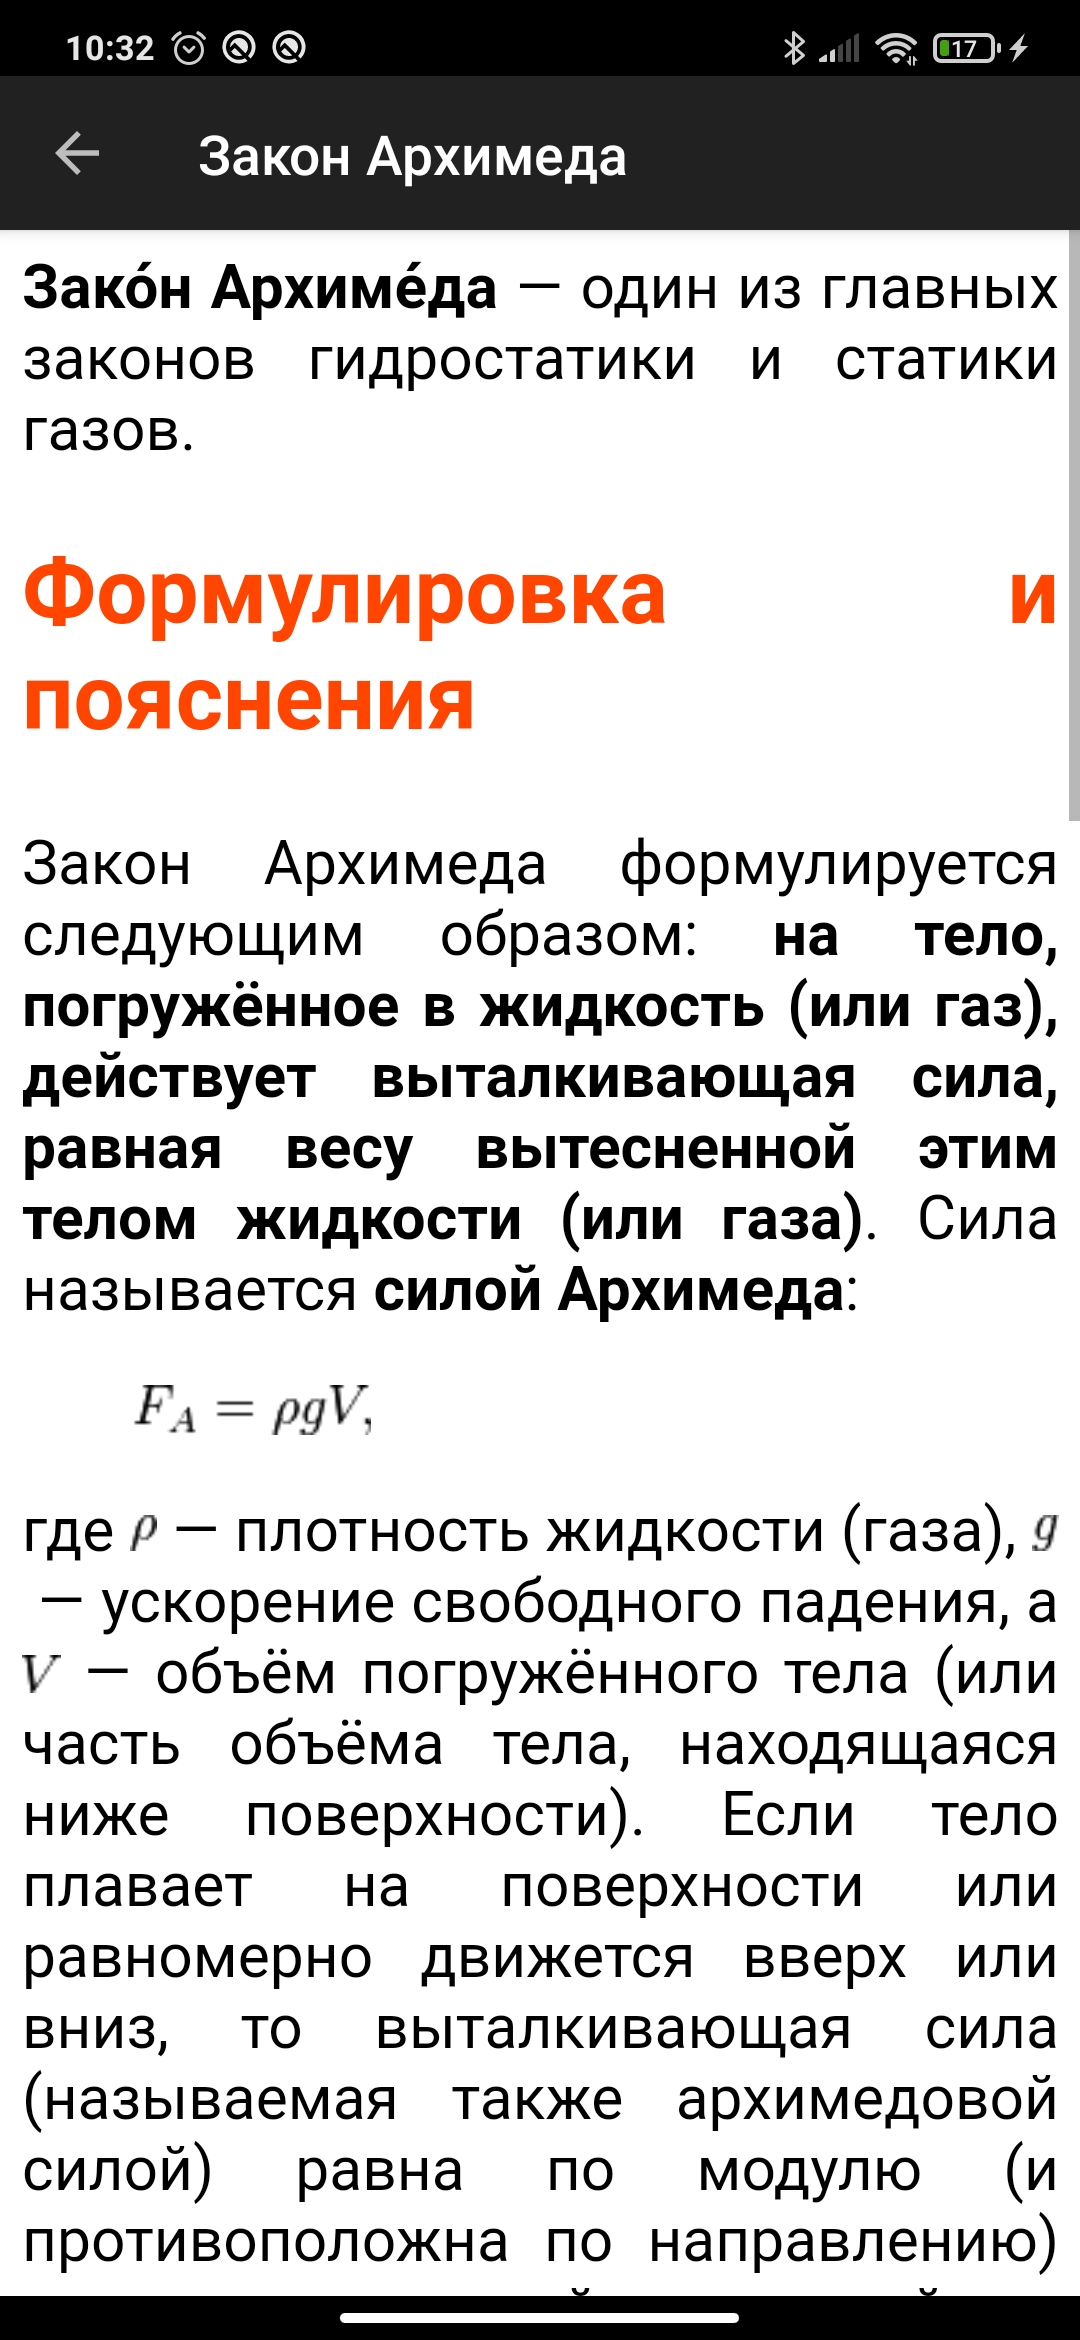 10:32
17
Закон Архимеда
Зако́н Архиме́да — один из главных
законов гидростатики и статики
газов.
Формулировка и
пояснения
Закон Архимеда формулируется
следующим образом: на тело,
погружённое в жидкость (или газ),
действует выталкивающая сила,
равная весу вытесненной этим
телом жидкости (или газа). Сила
называется силой Архимеда:
F_A = ρgV,
где ρ — плотность жидкости (газа), g
— ускорение свободного падения, а
V — объём погружённого тела (или
часть объёма тела, находящаяся
ниже поверхности). Если тело
плавает на поверхности или
равномерно движется вверх или
вниз, то выталкивающая сила
(называемая также архимедовой
силой) равна по модулю (и
противоположна по направлению)